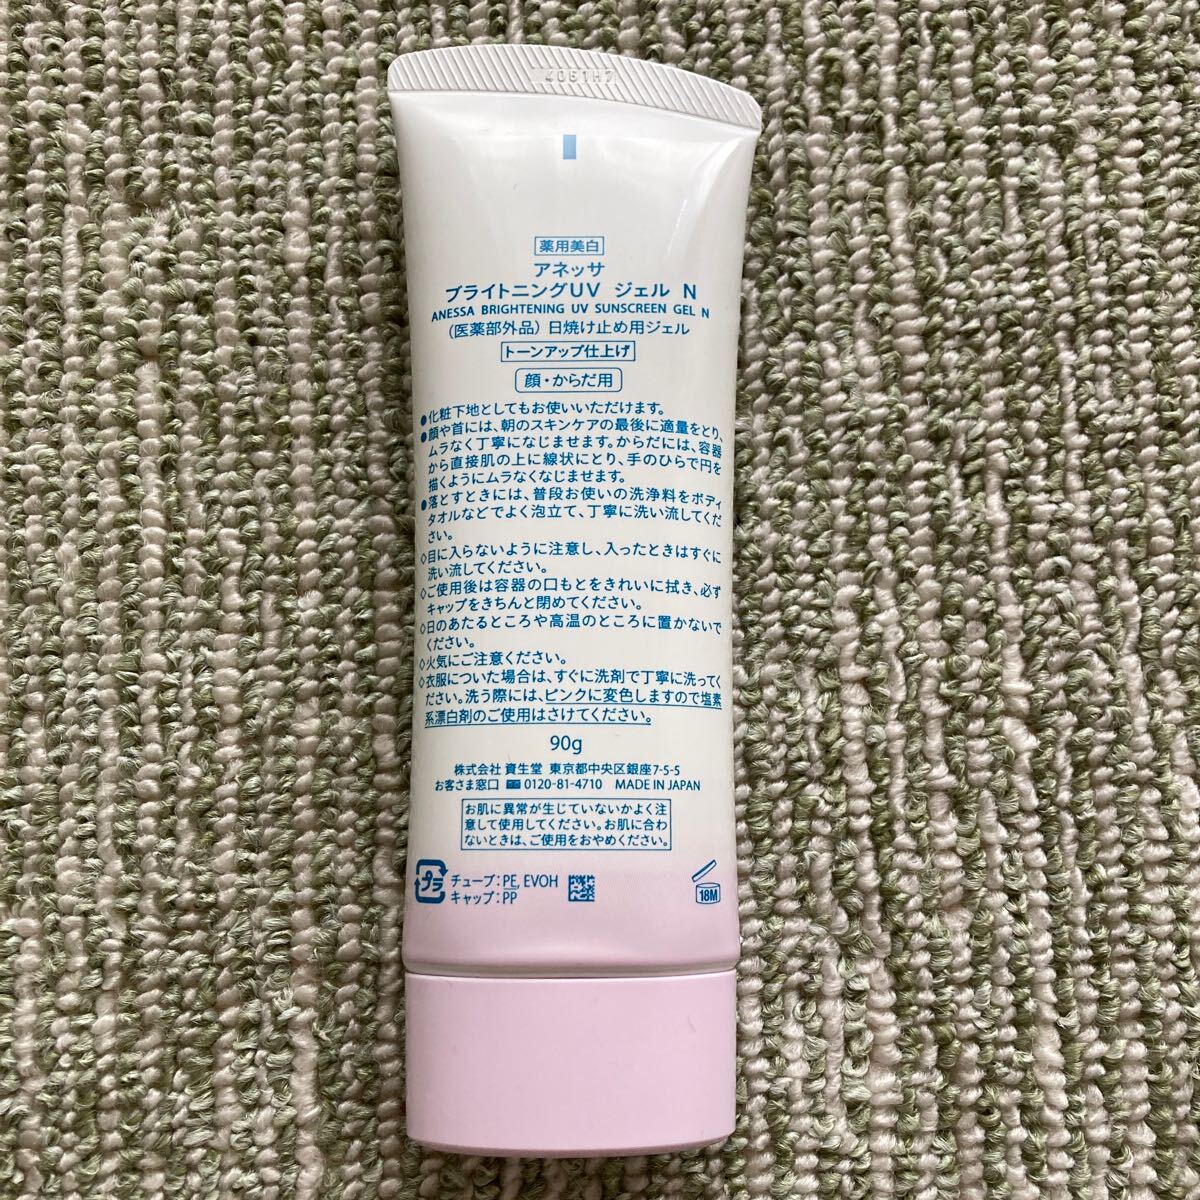 4051H7
薬用美白
アネッサ
ブライトニングUV ジェル N
ANESSA BRIGHTENING UV SUNSCREEN GEL N
(医薬部外品) 日焼け止め用ジェル
トーンアップ仕上げ
顔・からだ用
●化粧下地としてもお使いいただけます。
●顔や首には、朝のスキンケアの最後に適量をとり、
ムラなく丁寧になじませます。からだには、容器
から直接肌の上に線状にとり、手のひらで円を
描くようにムラなくなじませます。
●落とすときには、普段お使いの洗浄料をボディ
タオルなどでよく泡立て、丁寧に洗い流してくだ
さい。
◇目に入らないように注意し、入ったときはすぐに
洗い流してください。
◇ご使用後は容器の口もとをきれいに拭き、必ず
キャップをきちんと閉めてください。
◇日のあたるところや高温のところに置かないで
ください。
◇火気にご注意ください。
◇衣服についた場合は、すぐに洗剤で丁寧に洗ってく
ださい。洗う際には、ピンクに変色しますので塩素
系漂白剤のご使用はさけてください。
90g
株式会社 資生堂 東京都中央区銀座7-5-5
お客さま窓口 0120-81-4710 MADE IN JAPAN
お肌に異常が生じていないかよく注
意して使用してください。お肌に合わ
ないときは、ご使用をおやめください。
プラ チューブ:PE, EVOH
キャップ:PP
18M